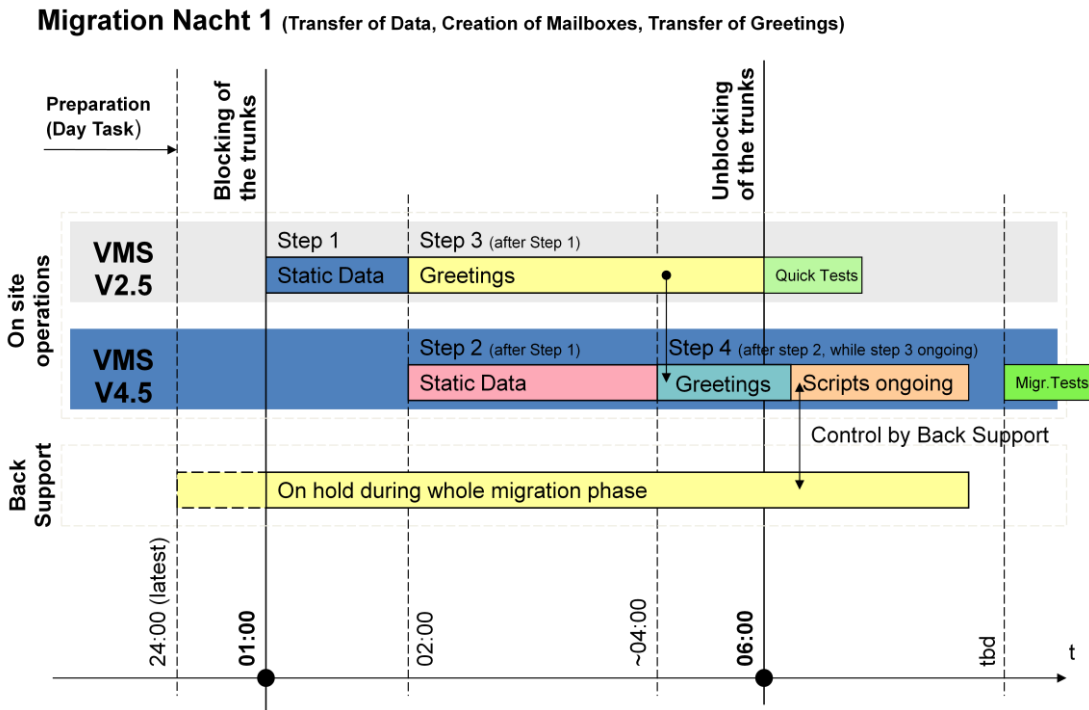 Migration Nacht 1 (Transfer of Data, Creation of Mailboxes, Transfer of Greetings)
Preparation
(Day Task)
Blocking of
the trunks
Unblocking
of the trunks
On site
operations
VMS
V2.5
Step 1
Step 3 (after Step 1)
Static Data
Greetings
Quick Tests
VMS
V4.5
Step 2 (after Step 1)
Step 4 (after step 2, while step 3 ongoing)
Static Data
Greetings
Scripts ongoing
Migr.Tests
Control by Back Support
Back
Support
On hold during whole migration phase
24:00 (latest)
01:00
02:00
~04:00
06:00
tbd
t